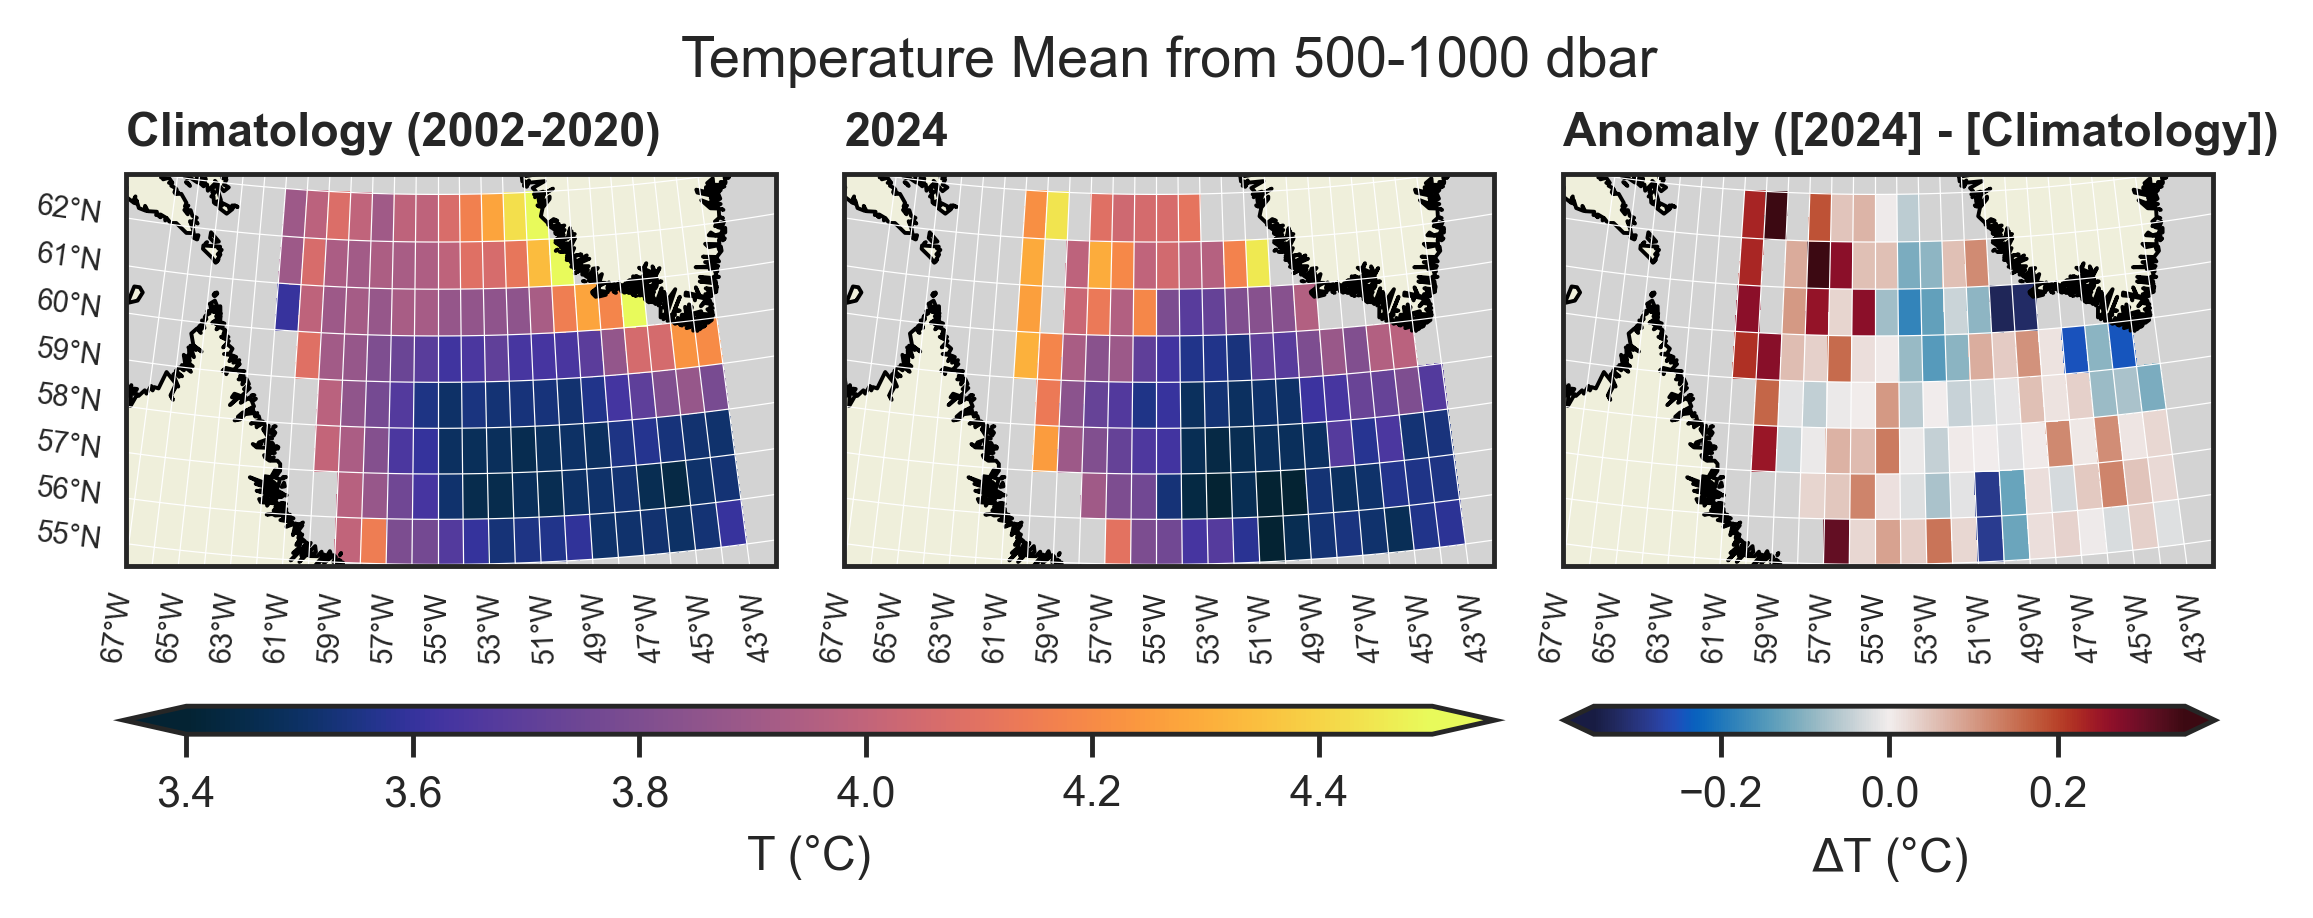 Temperature Mean from 500-1000 dbar
Climatology (2002-2020)
2024
Anomaly ([2024] - [Climatology])
62°N
61°N
60°N
59°N
58°N
57°N
56°N
55°N
67°W 65°W 63°W 61°W 59°W 57°W 55°W 53°W 51°W 49°W 47°W 45°W 43°W
67°W 65°W 63°W 61°W 59°W 57°W 55°W 53°W 51°W 49°W 47°W 45°W 43°W
67°W 65°W 63°W 61°W 59°W 57°W 55°W 53°W 51°W 49°W 47°W 45°W 43°W
3.4 3.6 3.8 4.0 4.2 4.4
T (°C)
−0.2 0.0 0.2
ΔT (°C)